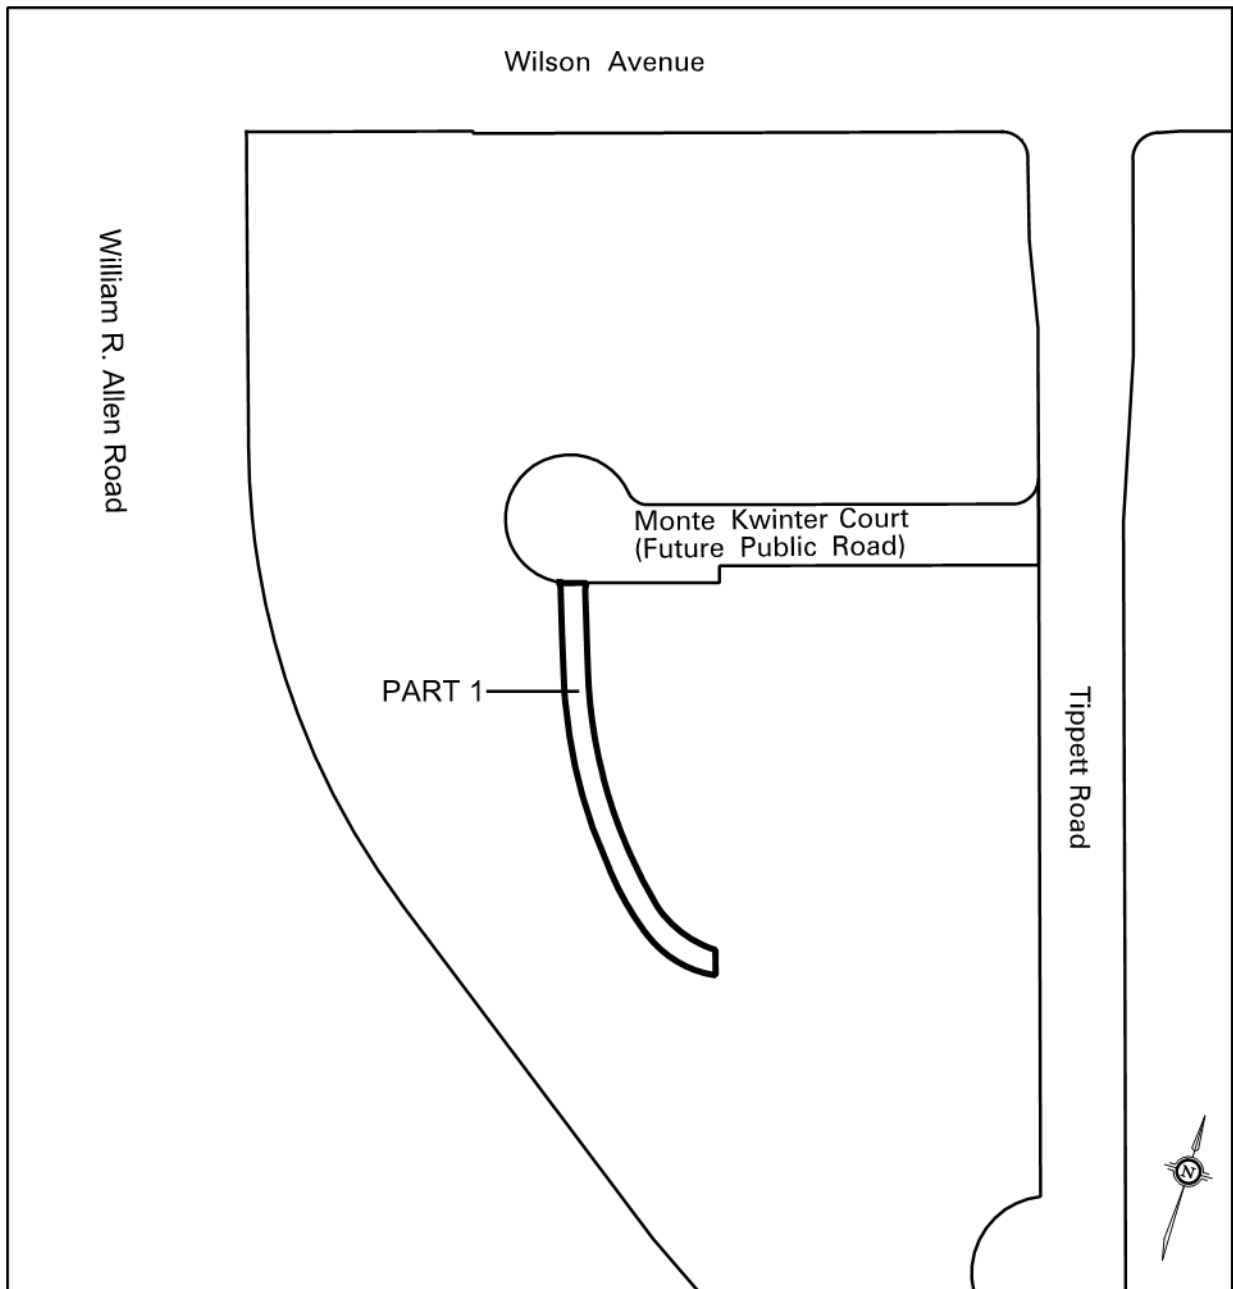 Wilson Avenue
William R. Allen Road
Monte Kwinter Court
(Future Public Road)
PART 1
Tippett Road
N